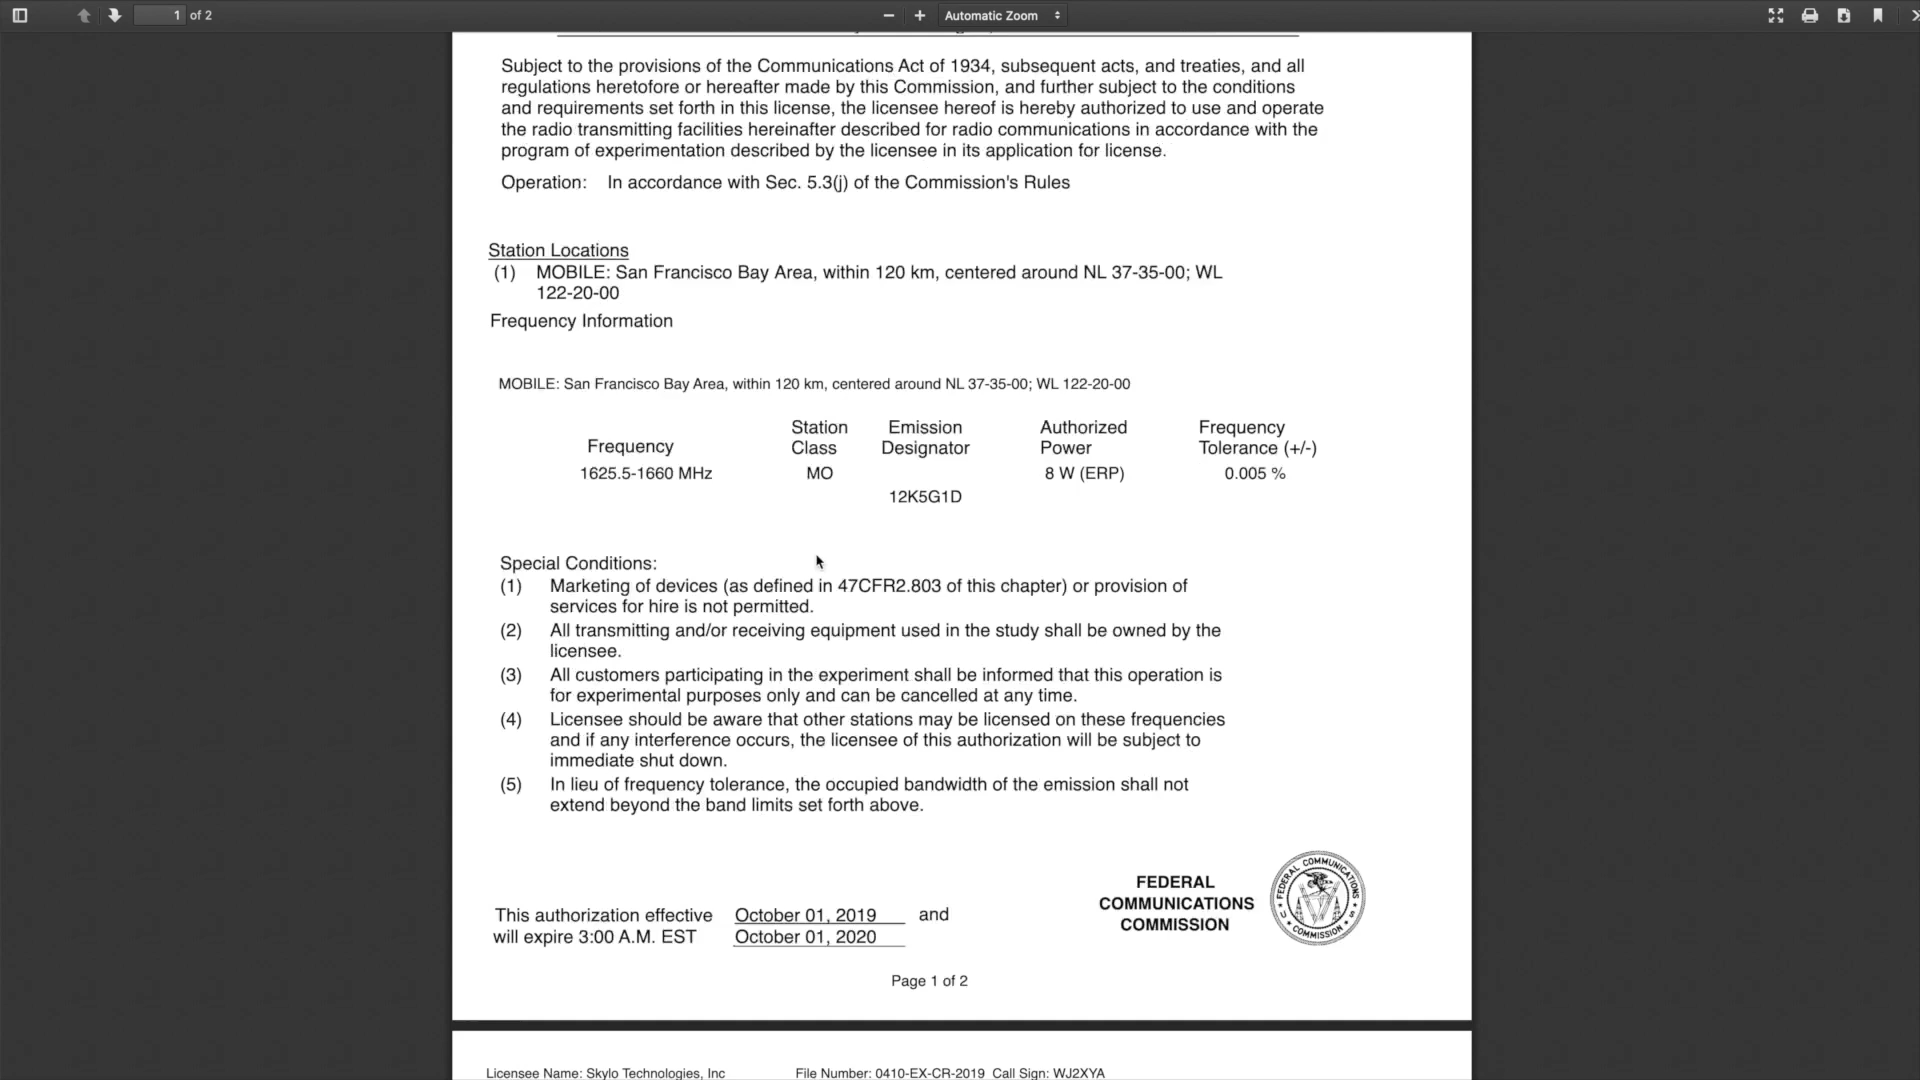 1 of 2
Automatic Zoom
Subject to the provisions of the Communications Act of 1934, subsequent acts, and treaties, and all
regulations heretofore or hereafter made by this Commission, and further subject to the conditions
and requirements set forth in this license, the licensee hereof is hereby authorized to use and operate
the radio transmitting facilities hereinafter described for radio communications in accordance with the
program of experimentation described by the licensee in its application for license.
Operation: In accordance with Sec. 5.3(j) of the Commission's Rules
Station Locations
(1) MOBILE: San Francisco Bay Area, within 120 km, centered around NL 37-35-00; WL
122-20-00
Frequency Information
MOBILE: San Francisco Bay Area, within 120 km, centered around NL 37-35-00; WL 122-20-00
Station Emission Authorized Frequency
Frequency Class Designator Power Tolerance (+/-)
1625.5-1660 MHz MO 8 W (ERP) 0.005 %
12K5G1D
Special Conditions:
(1) Marketing of devices (as defined in 47CFR2.803 of this chapter) or provision of
services for hire is not permitted.
(2) All transmitting and/or receiving equipment used in the study shall be owned by the
licensee.
(3) All customers participating in the experiment shall be informed that this operation is
for experimental purposes only and can be cancelled at any time.
(4) Licensee should be aware that other stations may be licensed on these frequencies
and if any interference occurs, the licensee of this authorization will be subject to
immediate shut down.
(5) In lieu of frequency tolerance, the occupied bandwidth of the emission shall not
extend beyond the band limits set forth above.
This authorization effective October 01, 2019 and
will expire 3:00 A.M. EST October 01, 2020
FEDERAL
COMMUNICATIONS
COMMISSION
FEDERAL COMMUNICATIONS COMMISSION
Page 1 of 2
Licensee Name: Skylo Technologies, Inc File Number: 0410-EX-CR-2019 Call Sign: WJ2XYA